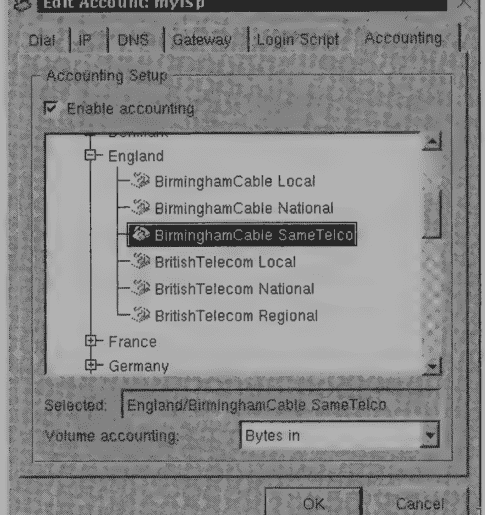 Edit Account: myisp
Dial IP DNS Gateway Login Script Accounting
Accounting Setup
Enable accounting
Denmark
England
BirminghamCable Local
BirminghamCable National
BirminghamCable SameTelco
BritishTelecom Local
BritishTelecom National
BritishTelecom Regional
France
Germany
Selected: England/BirminghamCable SameTelco
Volume accounting: Bytes in
OK Cancel